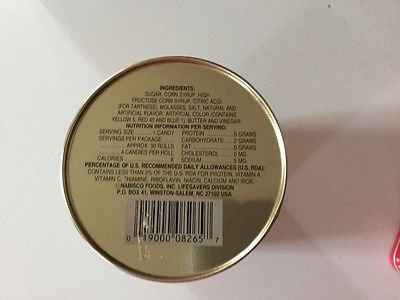 INGREDIENTS:
SUGAR, CORN SYRUP, HIGH
FRUCTOSE CORN SYRUP, CITRIC ACID
(FOR TARTNESS), MOLASSES, SALT, NATURAL AND
ARTIFICIAL FLAVOR, ARTIFICIAL COLOR (CONTAINS
YELLOW 5, RED 40 AND BLUE 1), BUTTER AND VINEGAR.
NUTRITION INFORMATION PER SERVING:
SERVING SIZE 1 CANDY PROTEIN 0 GRAMS
SERVINGS PER PACKAGE CARBOHYDRATE 2 GRAMS
APPROX. 30 ROLLS FAT 0 GRAMS
4 CANDIES PER ROLL CHOLESTEROL 0 MG
CALORIES 8 SODIUM 5 MG
PERCENTAGE OF U.S. RECOMMENDED DAILY ALLOWANCES (U.S. RDA):
CONTAINS LESS THAN 2% OF THE U.S. RDA FOR PROTEIN, VITAMIN A,
VITAMIN C, THIAMINE, RIBOFLAVIN, NIACIN, CALCIUM AND IRON.
©NABISCO FOODS, INC. LIFESAVERS DIVISION
P.O. BOX 41, WINSTON-SALEM, NC 27102 USA
0 19000 08265 7